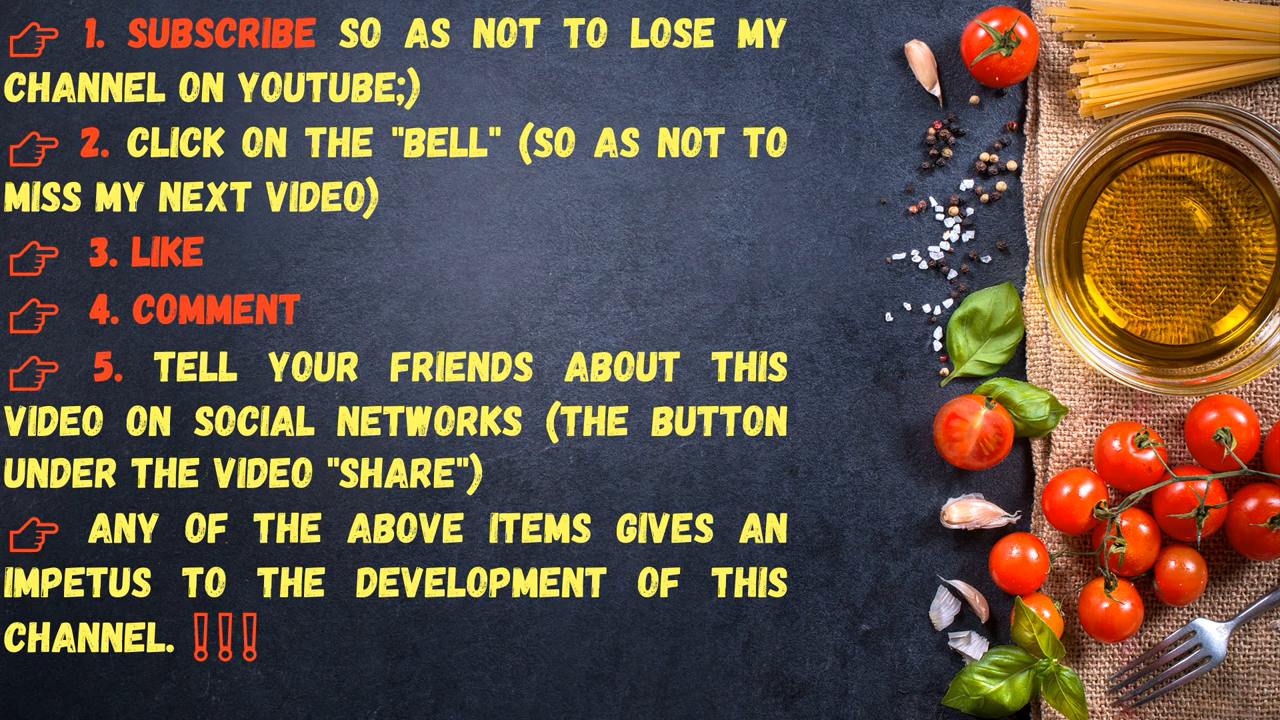 👉 1. SUBSCRIBE SO AS NOT TO LOSE MY
CHANNEL ON YOUTUBE;)
👉 2. CLICK ON THE "BELL" (SO AS NOT TO
MISS MY NEXT VIDEO)
👉 3. LIKE
👉 4. COMMENT
👉 5. TELL YOUR FRIENDS ABOUT THIS
VIDEO ON SOCIAL NETWORKS (THE BUTTON
UNDER THE VIDEO "SHARE")
👉 ANY OF THE ABOVE ITEMS GIVES AN
IMPETUS TO THE DEVELOPMENT OF THIS
CHANNEL. !!!